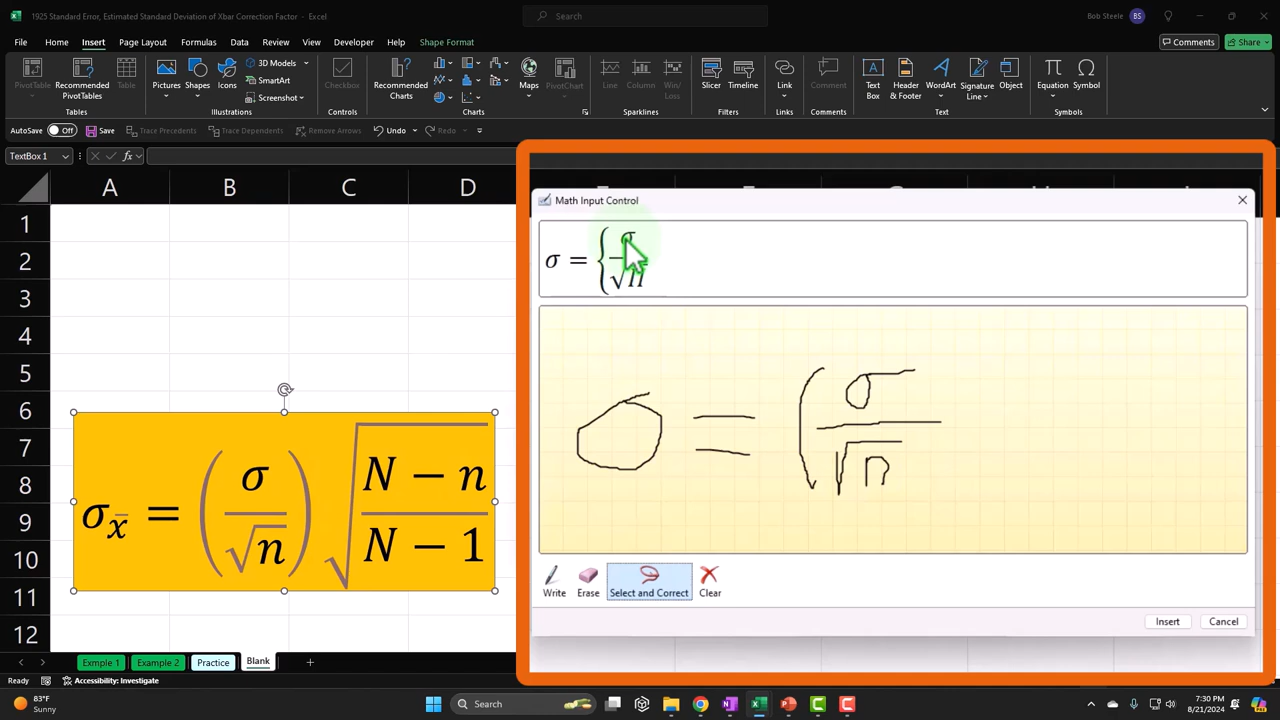 1925 Standard Error, Estimated Standard Deviation of Xbar Correction Factor - Excel
Search
Bob Steele BS
File Home Insert Page Layout Formulas Data Review View Developer Help Shape Format
Comments Share
PivotTable Recommended PivotTables Table
Pictures Shapes Icons 3D Models SmartArt Screenshot
Checkbox
Recommended Charts Maps PivotChart
Line Column Win/Loss
Slicer Timeline
Link
Comment
Text Box Header & Footer WordArt Signature Line Object
Equation Symbol
Tables Illustrations Controls Charts Sparklines Filters Links Comments Text Symbols
AutoSave Off Save Trace Precedents Trace Dependents Remove Arrows Undo Redo
TextBox 1 fx
A B C D
1
2
3
4
5
6
7
8
9
10
11
12
σx̄ = (σ/√n) √((N − n)/(N − 1))
Math Input Control
σ = {σ/√n
σ = (σ/√n
Write Erase Select and Correct Clear
Insert Cancel
Exmple 1 Example 2 Practice Blank
Ready Accessibility: Investigate
83°F
Sunny
Search
7:30 PM
8/21/2024